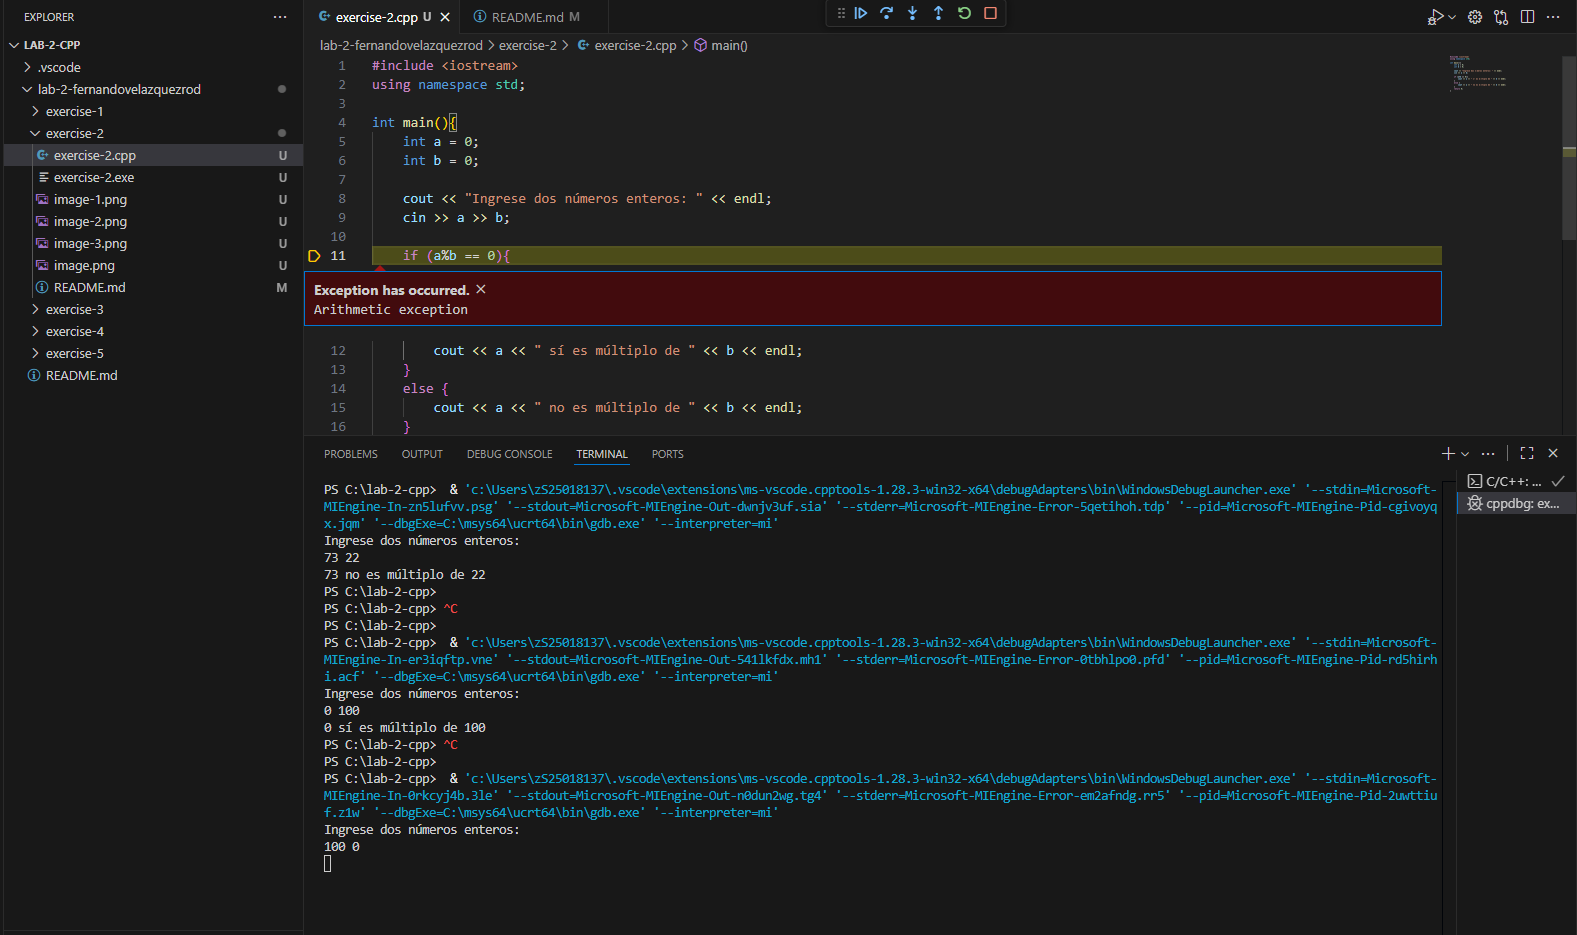 EXPLORER
LAB-2-CPP
.vscode
lab-2-fernandovelazquezrod
exercise-1
exercise-2
exercise-2.cpp U
exercise-2.exe U
image-1.png U
image-2.png U
image-3.png U
image.png U
README.md M
exercise-3
exercise-4
exercise-5
README.md
exercise-2.cpp U
README.md M
lab-2-fernandovelazquezrod > exercise-2 > exercise-2.cpp > main()
1 #include <iostream>
2 using namespace std;
3
4 int main(){
5 int a = 0;
6 int b = 0;
7
8 cout << "Ingrese dos números enteros: " << endl;
9 cin >> a >> b;
10
11 if (a%b == 0){
Exception has occurred.
Arithmetic exception
12 cout << a << " sí es múltiplo de " << b << endl;
13 }
14 else {
15 cout << a << " no es múltiplo de " << b << endl;
16 }
PROBLEMS OUTPUT DEBUG CONSOLE TERMINAL PORTS
PS C:\lab-2-cpp>  & 'c:\Users\zS25018137\.vscode\extensions\ms-vscode.cpptools-1.28.3-win32-x64\debugAdapters\bin\WindowsDebugLauncher.exe' '--stdin=Microsoft-
MIEngine-In-zn5lufvv.psg' '--stdout=Microsoft-MIEngine-Out-dwnjv3uf.sia' '--stderr=Microsoft-MIEngine-Error-5qetihoh.tdp' '--pid=Microsoft-MIEngine-Pid-cgivoyq
x.jqm' '--dbgExe=C:\msys64\ucrt64\bin\gdb.exe' '--interpreter=mi'
Ingrese dos números enteros:
73 22
73 no es múltiplo de 22
PS C:\lab-2-cpp>
PS C:\lab-2-cpp> ^C
PS C:\lab-2-cpp>
PS C:\lab-2-cpp>  & 'c:\Users\zS25018137\.vscode\extensions\ms-vscode.cpptools-1.28.3-win32-x64\debugAdapters\bin\WindowsDebugLauncher.exe' '--stdin=Microsoft-
MIEngine-In-er3iqftp.vne' '--stdout=Microsoft-MIEngine-Out-541lkfdx.mh1' '--stderr=Microsoft-MIEngine-Error-0tbhlpo0.pfd' '--pid=Microsoft-MIEngine-Pid-rd5hirh
i.acf' '--dbgExe=C:\msys64\ucrt64\bin\gdb.exe' '--interpreter=mi'
Ingrese dos números enteros:
0 100
0 sí es múltiplo de 100
PS C:\lab-2-cpp> ^C
PS C:\lab-2-cpp>
PS C:\lab-2-cpp>  & 'c:\Users\zS25018137\.vscode\extensions\ms-vscode.cpptools-1.28.3-win32-x64\debugAdapters\bin\WindowsDebugLauncher.exe' '--stdin=Microsoft-
MIEngine-In-0rkcyj4b.3le' '--stdout=Microsoft-MIEngine-Out-n0dun2wg.tg4' '--stderr=Microsoft-MIEngine-Error-em2afndg.rr5' '--pid=Microsoft-MIEngine-Pid-2uwttiu
f.z1w' '--dbgExe=C:\msys64\ucrt64\bin\gdb.exe' '--interpreter=mi'
Ingrese dos números enteros:
100 0
C/C++: ...
cppdbg: ex...